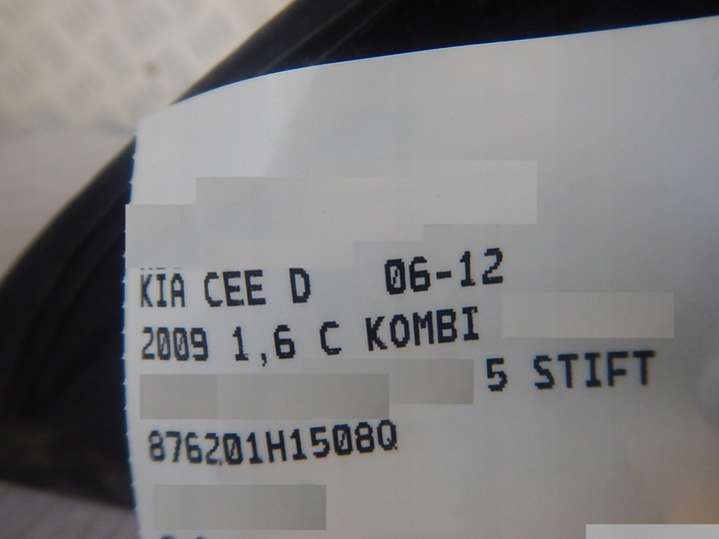 KIA CEE D 06-12
2009 1,6 C KOMBI
5 STIFT
876201H1508Q